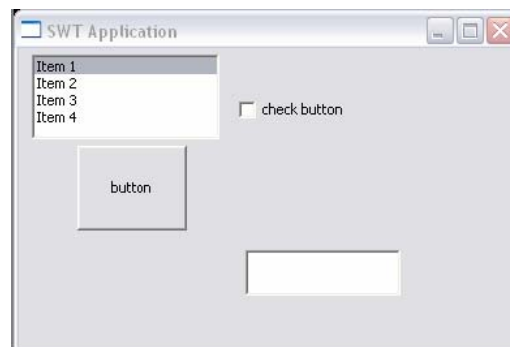 SWT Application
Item 1
Item 2
Item 3
Item 4
check button
button